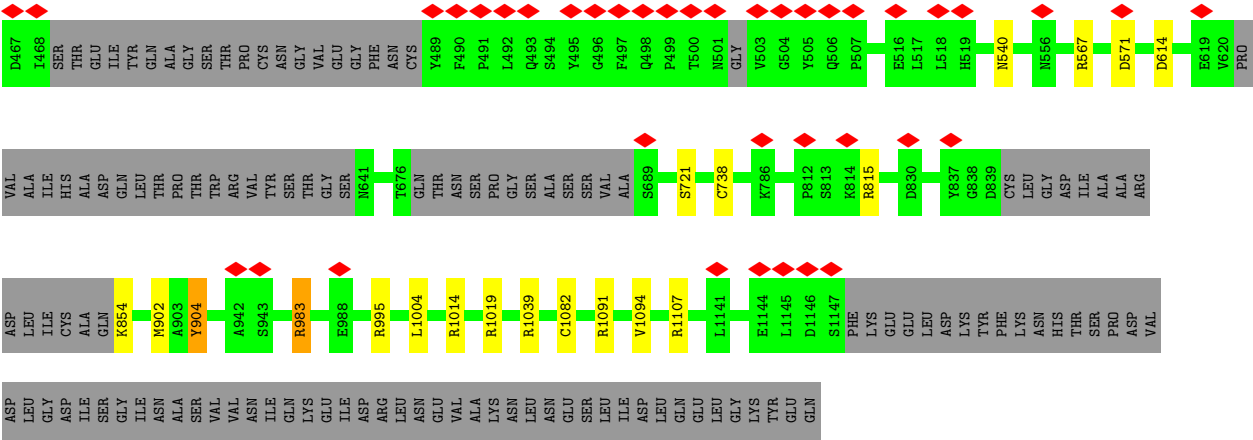 D467 I468 SER THR GLU ILE TYR GLN ALA GLY SER THR PRO CYS ASN GLY VAL GLU GLY PHE ASN CYS Y489 F490 P491 L492 Q493 S494 Y495 G496 F497 Q498 P499 T500 N501 GLY V503 G504 Y505 Q506 P507 E516 L517 L518 H519 N540 N556 R567 D571 D614 E619 V620 PRO
VAL ALA ILE HIS ALA ASP GLN LEU THR PRO THR TRP ARG VAL TYR SER THR GLY SER N641 T676 GLN THR ASN SER PRO GLY SER ALA SER SER VAL ALA S689 S721 C738 K786 P812 S813 K814 R815 D830 Y837 G838 D839 CYS LEU GLY ASP ILE ALA ALA ARG
ASP LEU ILE CYS ALA GLN K854 M902 A903 Y904 A942 S943 R983 E988 R995 L1004 R1014 R1019 R1039 C1082 R1091 V1094 R1107 L1141 E1144 L1145 D1146 S1147 PHE LYS GLU GLU LEU ASP LYS TYR PHE LYS ASN HIS THR SER PRO ASP VAL
ASP LEU GLY ASP ILE SER GLY ILE ASN ALA SER VAL VAL ASN ILE GLN LYS GLU ILE ASP ARG LEU ASN GLU VAL ALA LYS ASN LEU ASN GLU SER LEU ILE ASP LEU GLN GLU LEU GLY LYS TYR GLU GLN